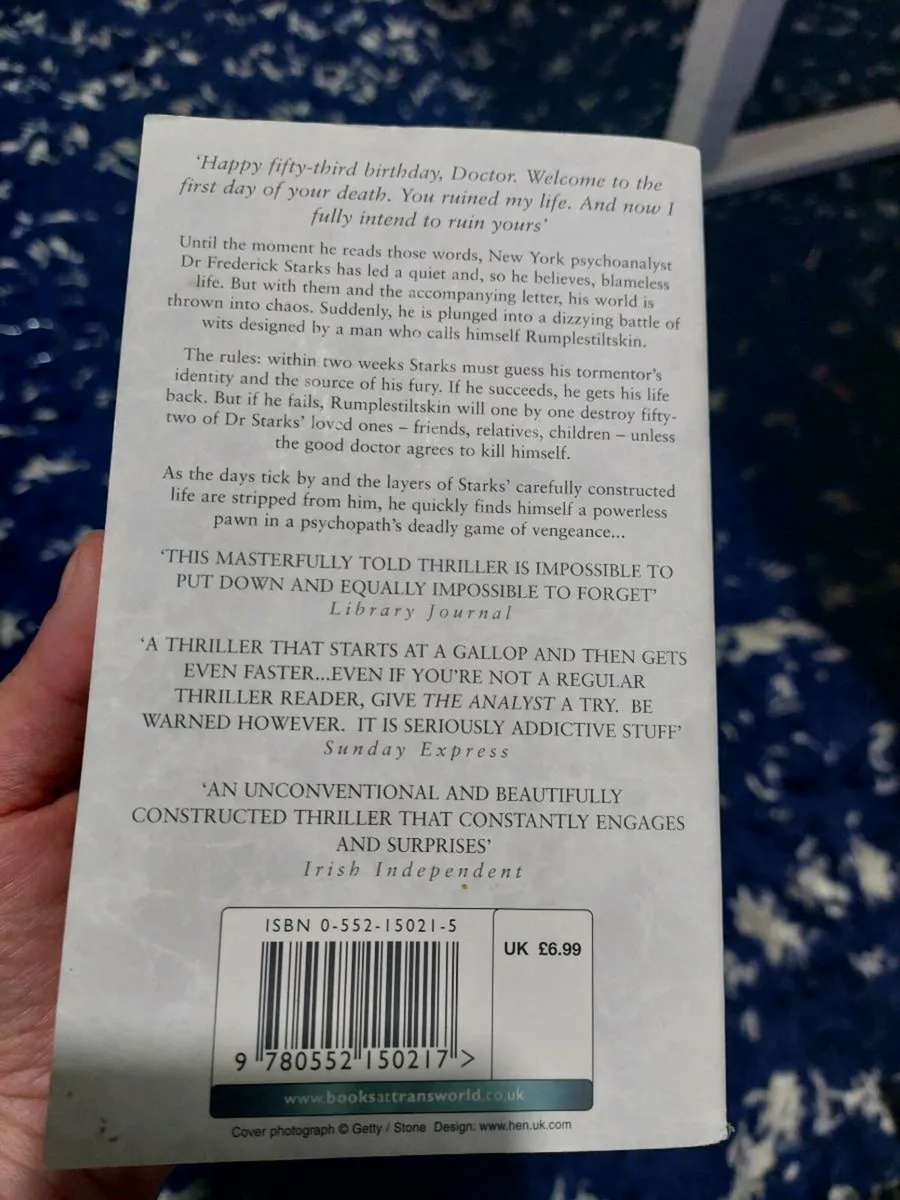 ‘Happy fifty-third birthday, Doctor. Welcome to the
first day of your death. You ruined my life. And now I
fully intend to ruin yours’
Until the moment he reads those words, New York psychoanalyst
Dr Frederick Starks has led a quiet and, so he believes, blameless
life. But with them and the accompanying letter, his world is
thrown into chaos. Suddenly, he is plunged into a dizzying battle of
wits designed by a man who calls himself Rumplestiltskin.
The rules: within two weeks Starks must guess his tormentor’s
identity and the source of his fury. If he succeeds, he gets his life
back. But if he fails, Rumplestiltskin will one by one destroy fifty-
two of Dr Starks’ loved ones – friends, relatives, children – unless
the good doctor agrees to kill himself.
As the days tick by and the layers of Starks’ carefully constructed
life are stripped from him, he quickly finds himself a powerless
pawn in a psychopath’s deadly game of vengeance...
‘THIS MASTERFULLY TOLD THRILLER IS IMPOSSIBLE TO
PUT DOWN AND EQUALLY IMPOSSIBLE TO FORGET’
Library Journal
‘A THRILLER THAT STARTS AT A GALLOP AND THEN GETS
EVEN FASTER...EVEN IF YOU’RE NOT A REGULAR
THRILLER READER, GIVE THE ANALYST A TRY. BE
WARNED HOWEVER. IT IS SERIOUSLY ADDICTIVE STUFF’
Sunday Express
‘AN UNCONVENTIONAL AND BEAUTIFULLY
CONSTRUCTED THRILLER THAT CONSTANTLY ENGAGES
AND SURPRISES’
Irish Independent
ISBN 0-552-15021-5
UK £6.99
9 780552 150217 >
www.booksattransworld.co.uk
Cover photograph © Getty / Stone Design: www.hen.uk.com